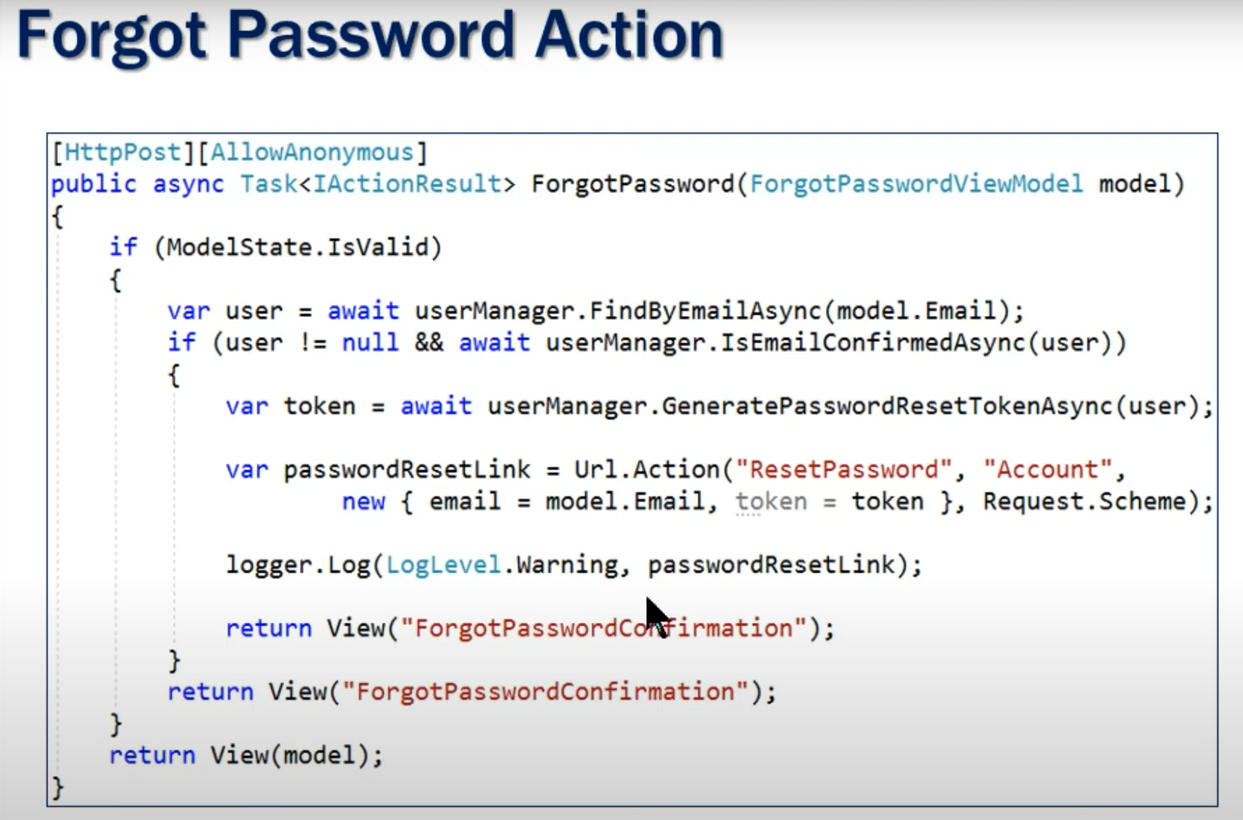 Forgot Password Action
[HttpPost][AllowAnonymous]
public async Task<IActionResult> ForgotPassword(ForgotPasswordViewModel model)
{
if (ModelState.IsValid)
{
var user = await userManager.FindByEmailAsync(model.Email);
if (user != null && await userManager.IsEmailConfirmedAsync(user))
{
var token = await userManager.GeneratePasswordResetTokenAsync(user);
var passwordResetLink = Url.Action("ResetPassword", "Account",
new { email = model.Email, token = token }, Request.Scheme);
logger.Log(LogLevel.Warning, passwordResetLink);
return View("ForgotPasswordConfirmation");
}
return View("ForgotPasswordConfirmation");
}
return View(model);
}